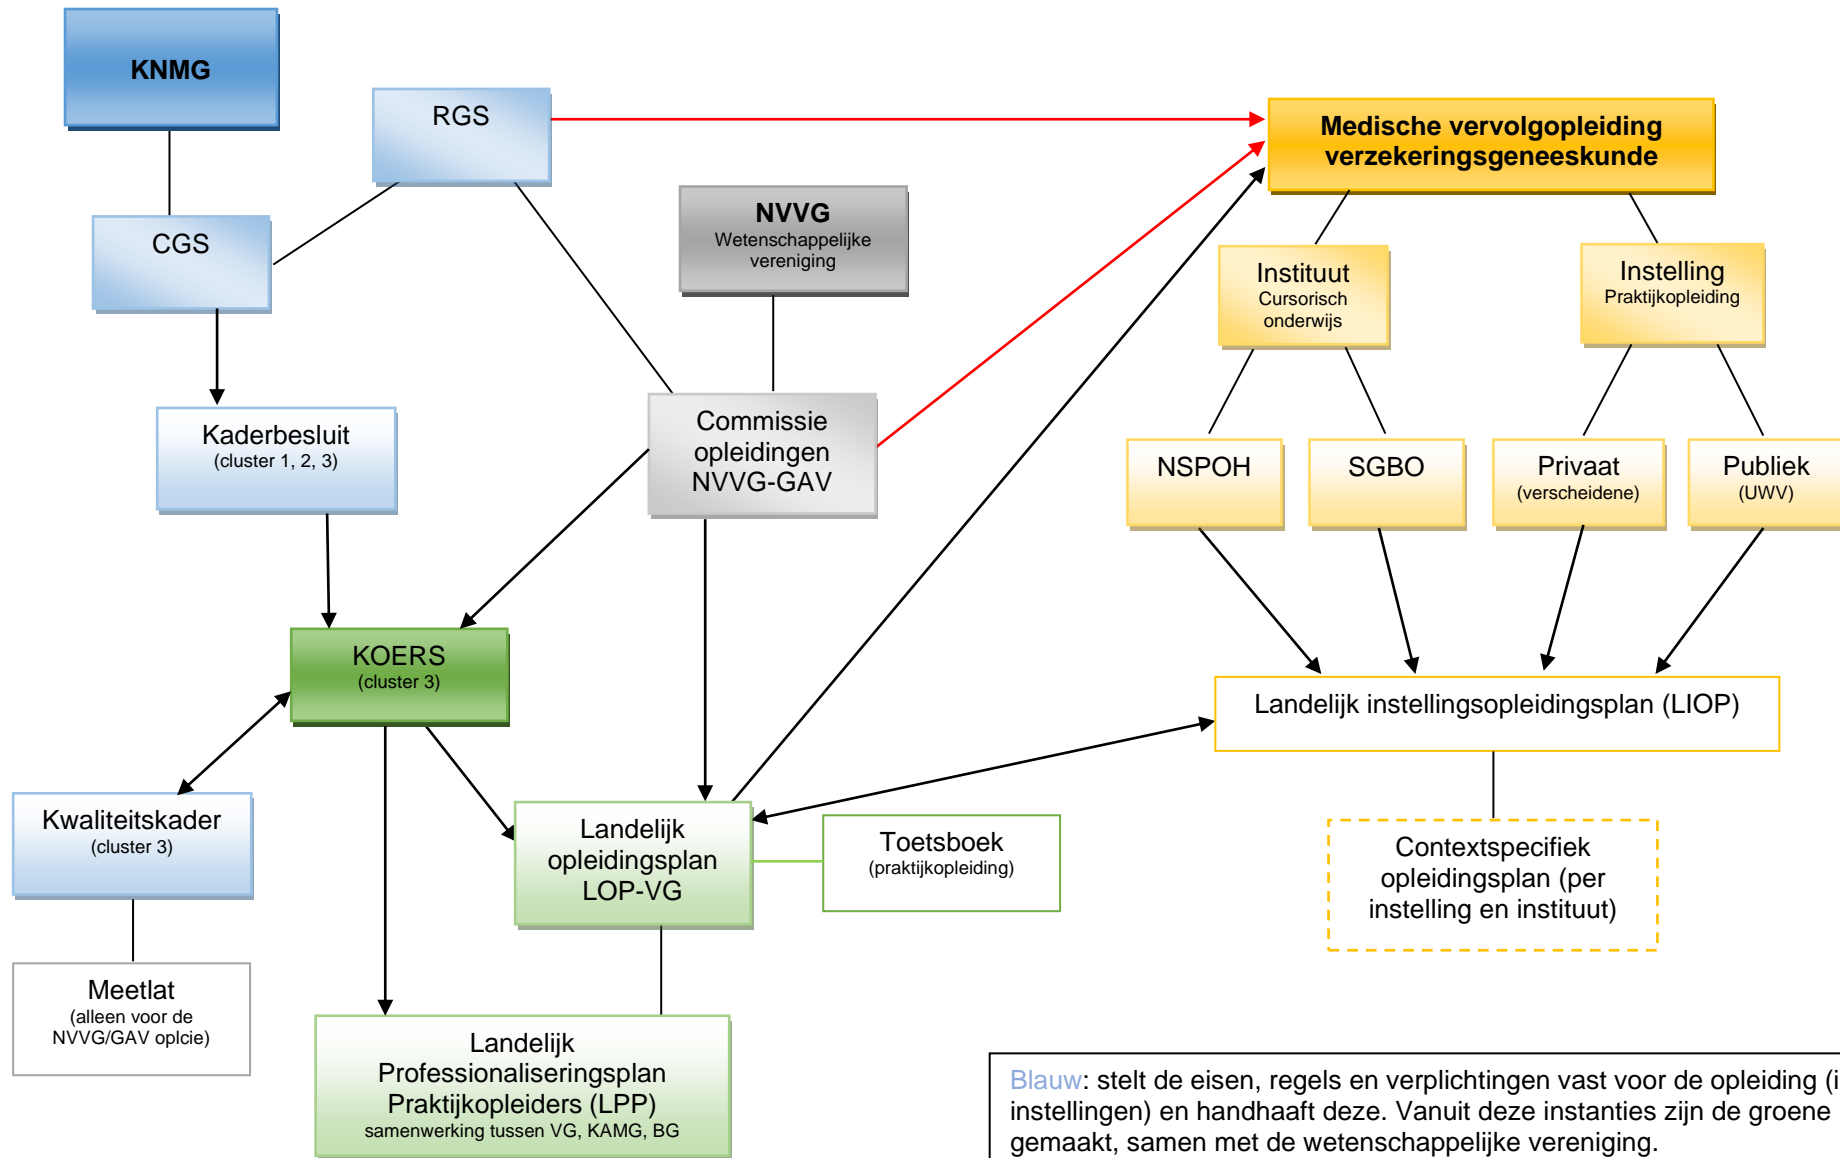 KNMG
RGS
CGS
NVVG
Wetenschappelijke
vereniging
Medische vervolgopleiding
verzekeringsgeneeskunde
Instituut
Cursorisch
onderwijs
Instelling
Praktijkopleiding
Kaderbesluit
(cluster 1, 2, 3)
Commissie
opleidingen
NVVG-GAV
NSPOH
SGBO
Privaat
(verscheidene)
Publiek
(UWV)
KOERS
(cluster 3)
Landelijk instellingsopleidingsplan (LIOP)
Kwaliteitskader
(cluster 3)
Landelijk
opleidingsplan
LOP-VG
Toetsboek
(praktijkopleiding)
Contextspecifiek
opleidingsplan (per
instelling en instituut)
Meetlat
(alleen voor de
NVVG/GAV oplcie)
Landelijk
Professionaliseringsplan
Praktijkopleiders (LPP)
samenwerking tussen VG, KAMG, BG
Blauw: stelt de eisen, regels en verplichtingen vast voor de opleiding (i
instellingen) en handhaaft deze. Vanuit deze instanties zijn de groene
gemaakt, samen met de wetenschappelijke vereniging.